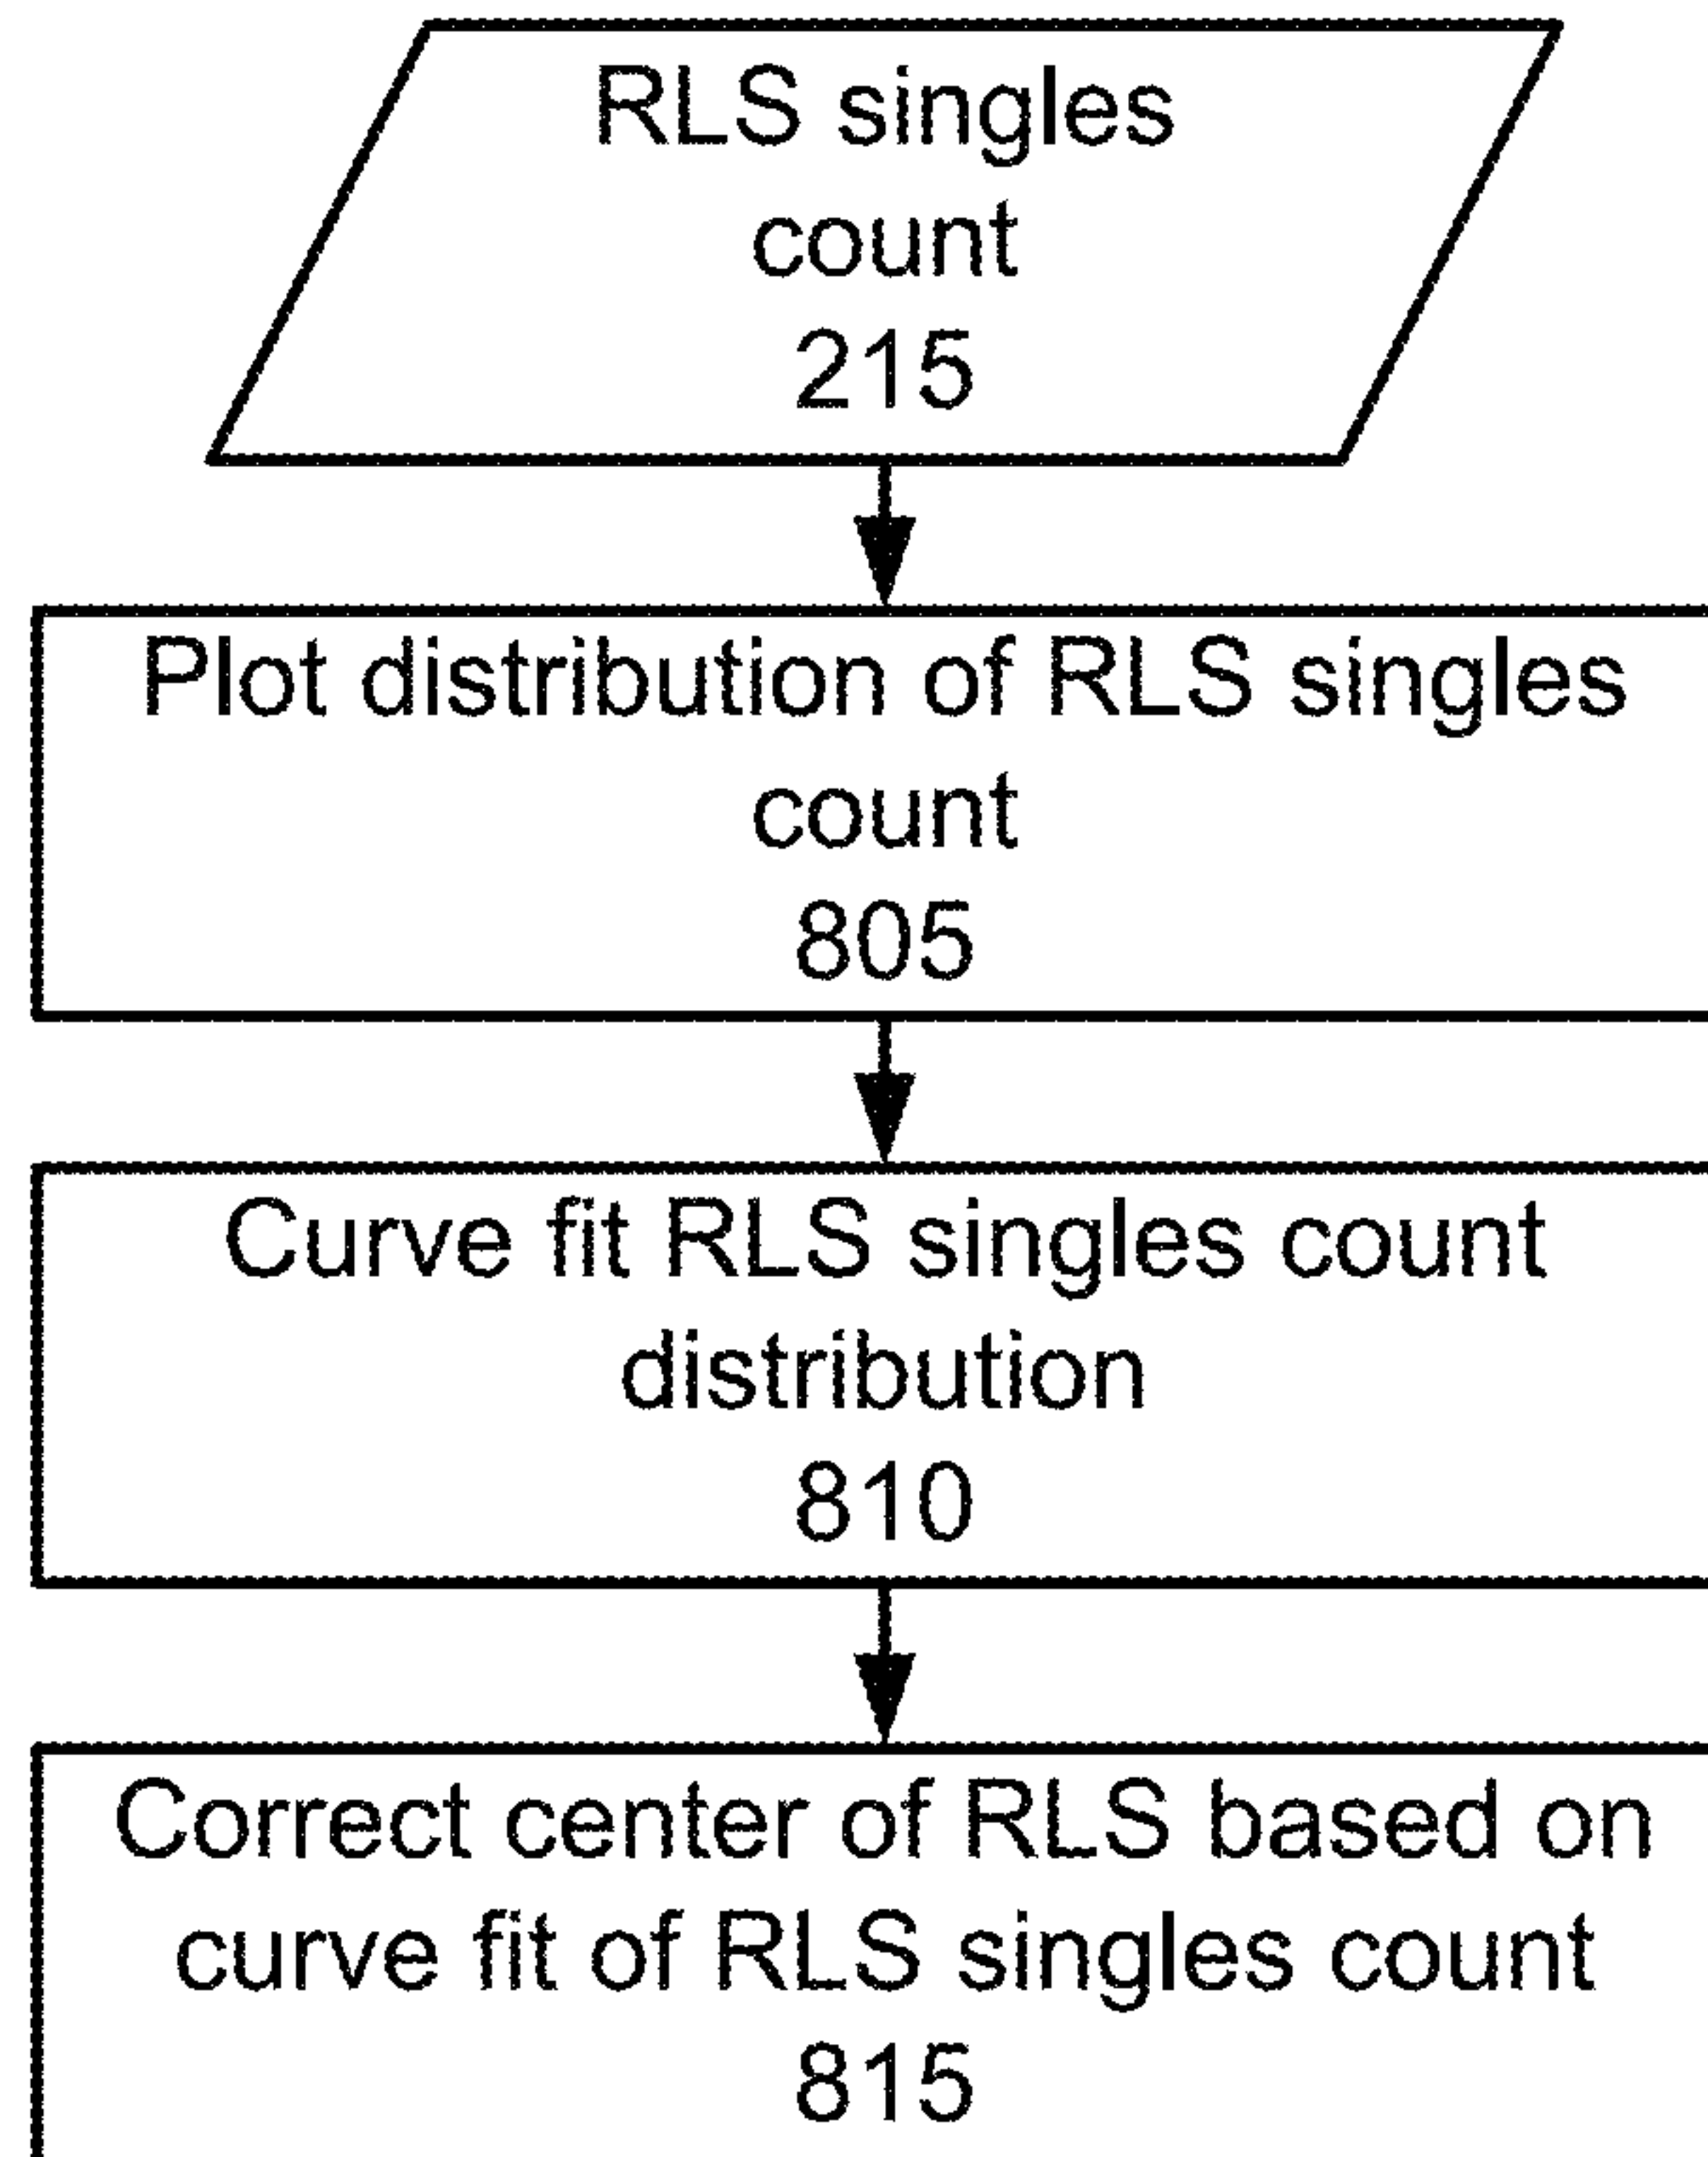 RLS singles
count
215
Plot distribution of RLS singles
count
805
Curve fit RLS singles count
distribution
810
Correct center of RLS based on
curve fit of RLS singles count
815